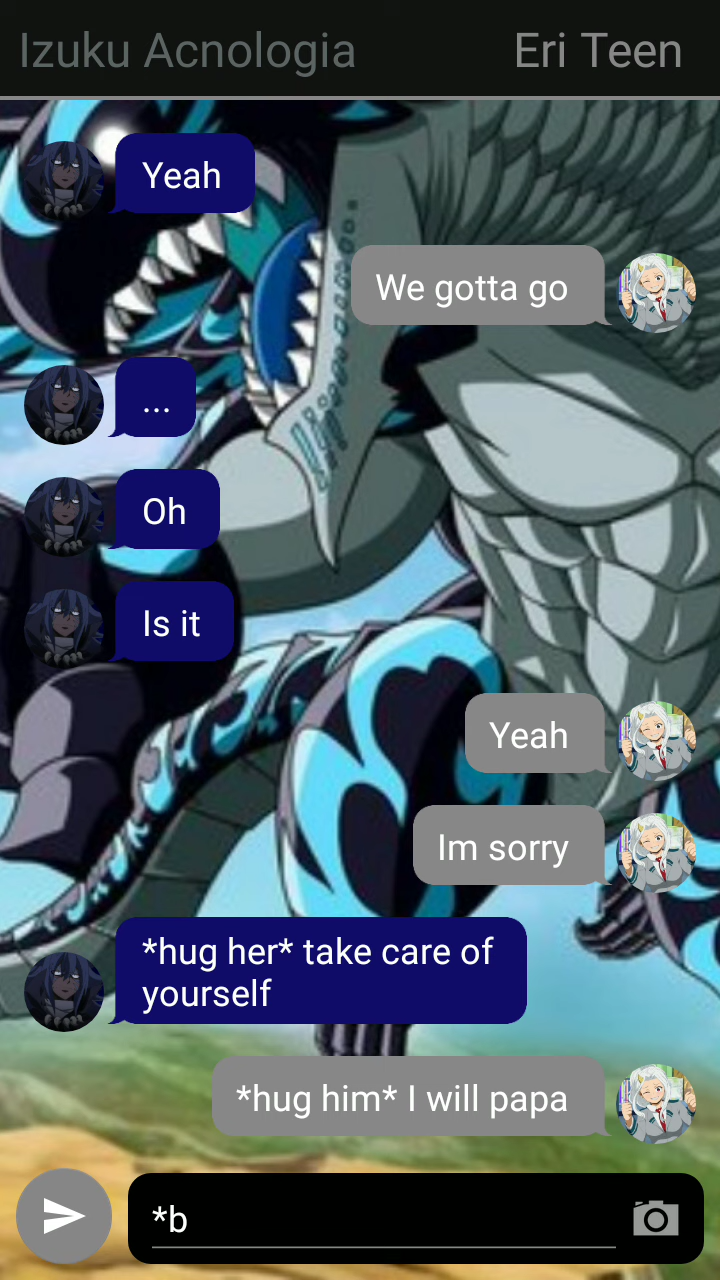 Izuku Acnologia
Eri Teen
Yeah
We gotta go
...
Oh
Is it
Yeah
Im sorry
*hug her* take care of
yourself
*hug him* I will papa
*b